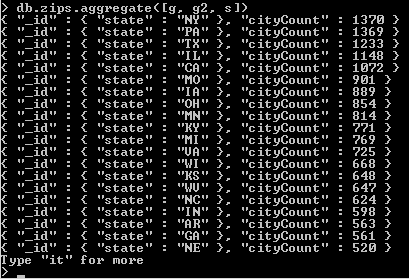 > db.zips.aggregate([g, g2, s])
{ "_id" : { "state" : "NY" }, "cityCount" : 1370 }
{ "_id" : { "state" : "PA" }, "cityCount" : 1369 }
{ "_id" : { "state" : "TX" }, "cityCount" : 1233 }
{ "_id" : { "state" : "IL" }, "cityCount" : 1148 }
{ "_id" : { "state" : "CA" }, "cityCount" : 1072 }
{ "_id" : { "state" : "MO" }, "cityCount" : 901 }
{ "_id" : { "state" : "IA" }, "cityCount" : 889 }
{ "_id" : { "state" : "OH" }, "cityCount" : 854 }
{ "_id" : { "state" : "MN" }, "cityCount" : 814 }
{ "_id" : { "state" : "KY" }, "cityCount" : 771 }
{ "_id" : { "state" : "MI" }, "cityCount" : 769 }
{ "_id" : { "state" : "VA" }, "cityCount" : 725 }
{ "_id" : { "state" : "WI" }, "cityCount" : 668 }
{ "_id" : { "state" : "KS" }, "cityCount" : 648 }
{ "_id" : { "state" : "WV" }, "cityCount" : 647 }
{ "_id" : { "state" : "NC" }, "cityCount" : 624 }
{ "_id" : { "state" : "IN" }, "cityCount" : 598 }
{ "_id" : { "state" : "AR" }, "cityCount" : 563 }
{ "_id" : { "state" : "GA" }, "cityCount" : 561 }
{ "_id" : { "state" : "NE" }, "cityCount" : 520 }
Type "it" for more
> _